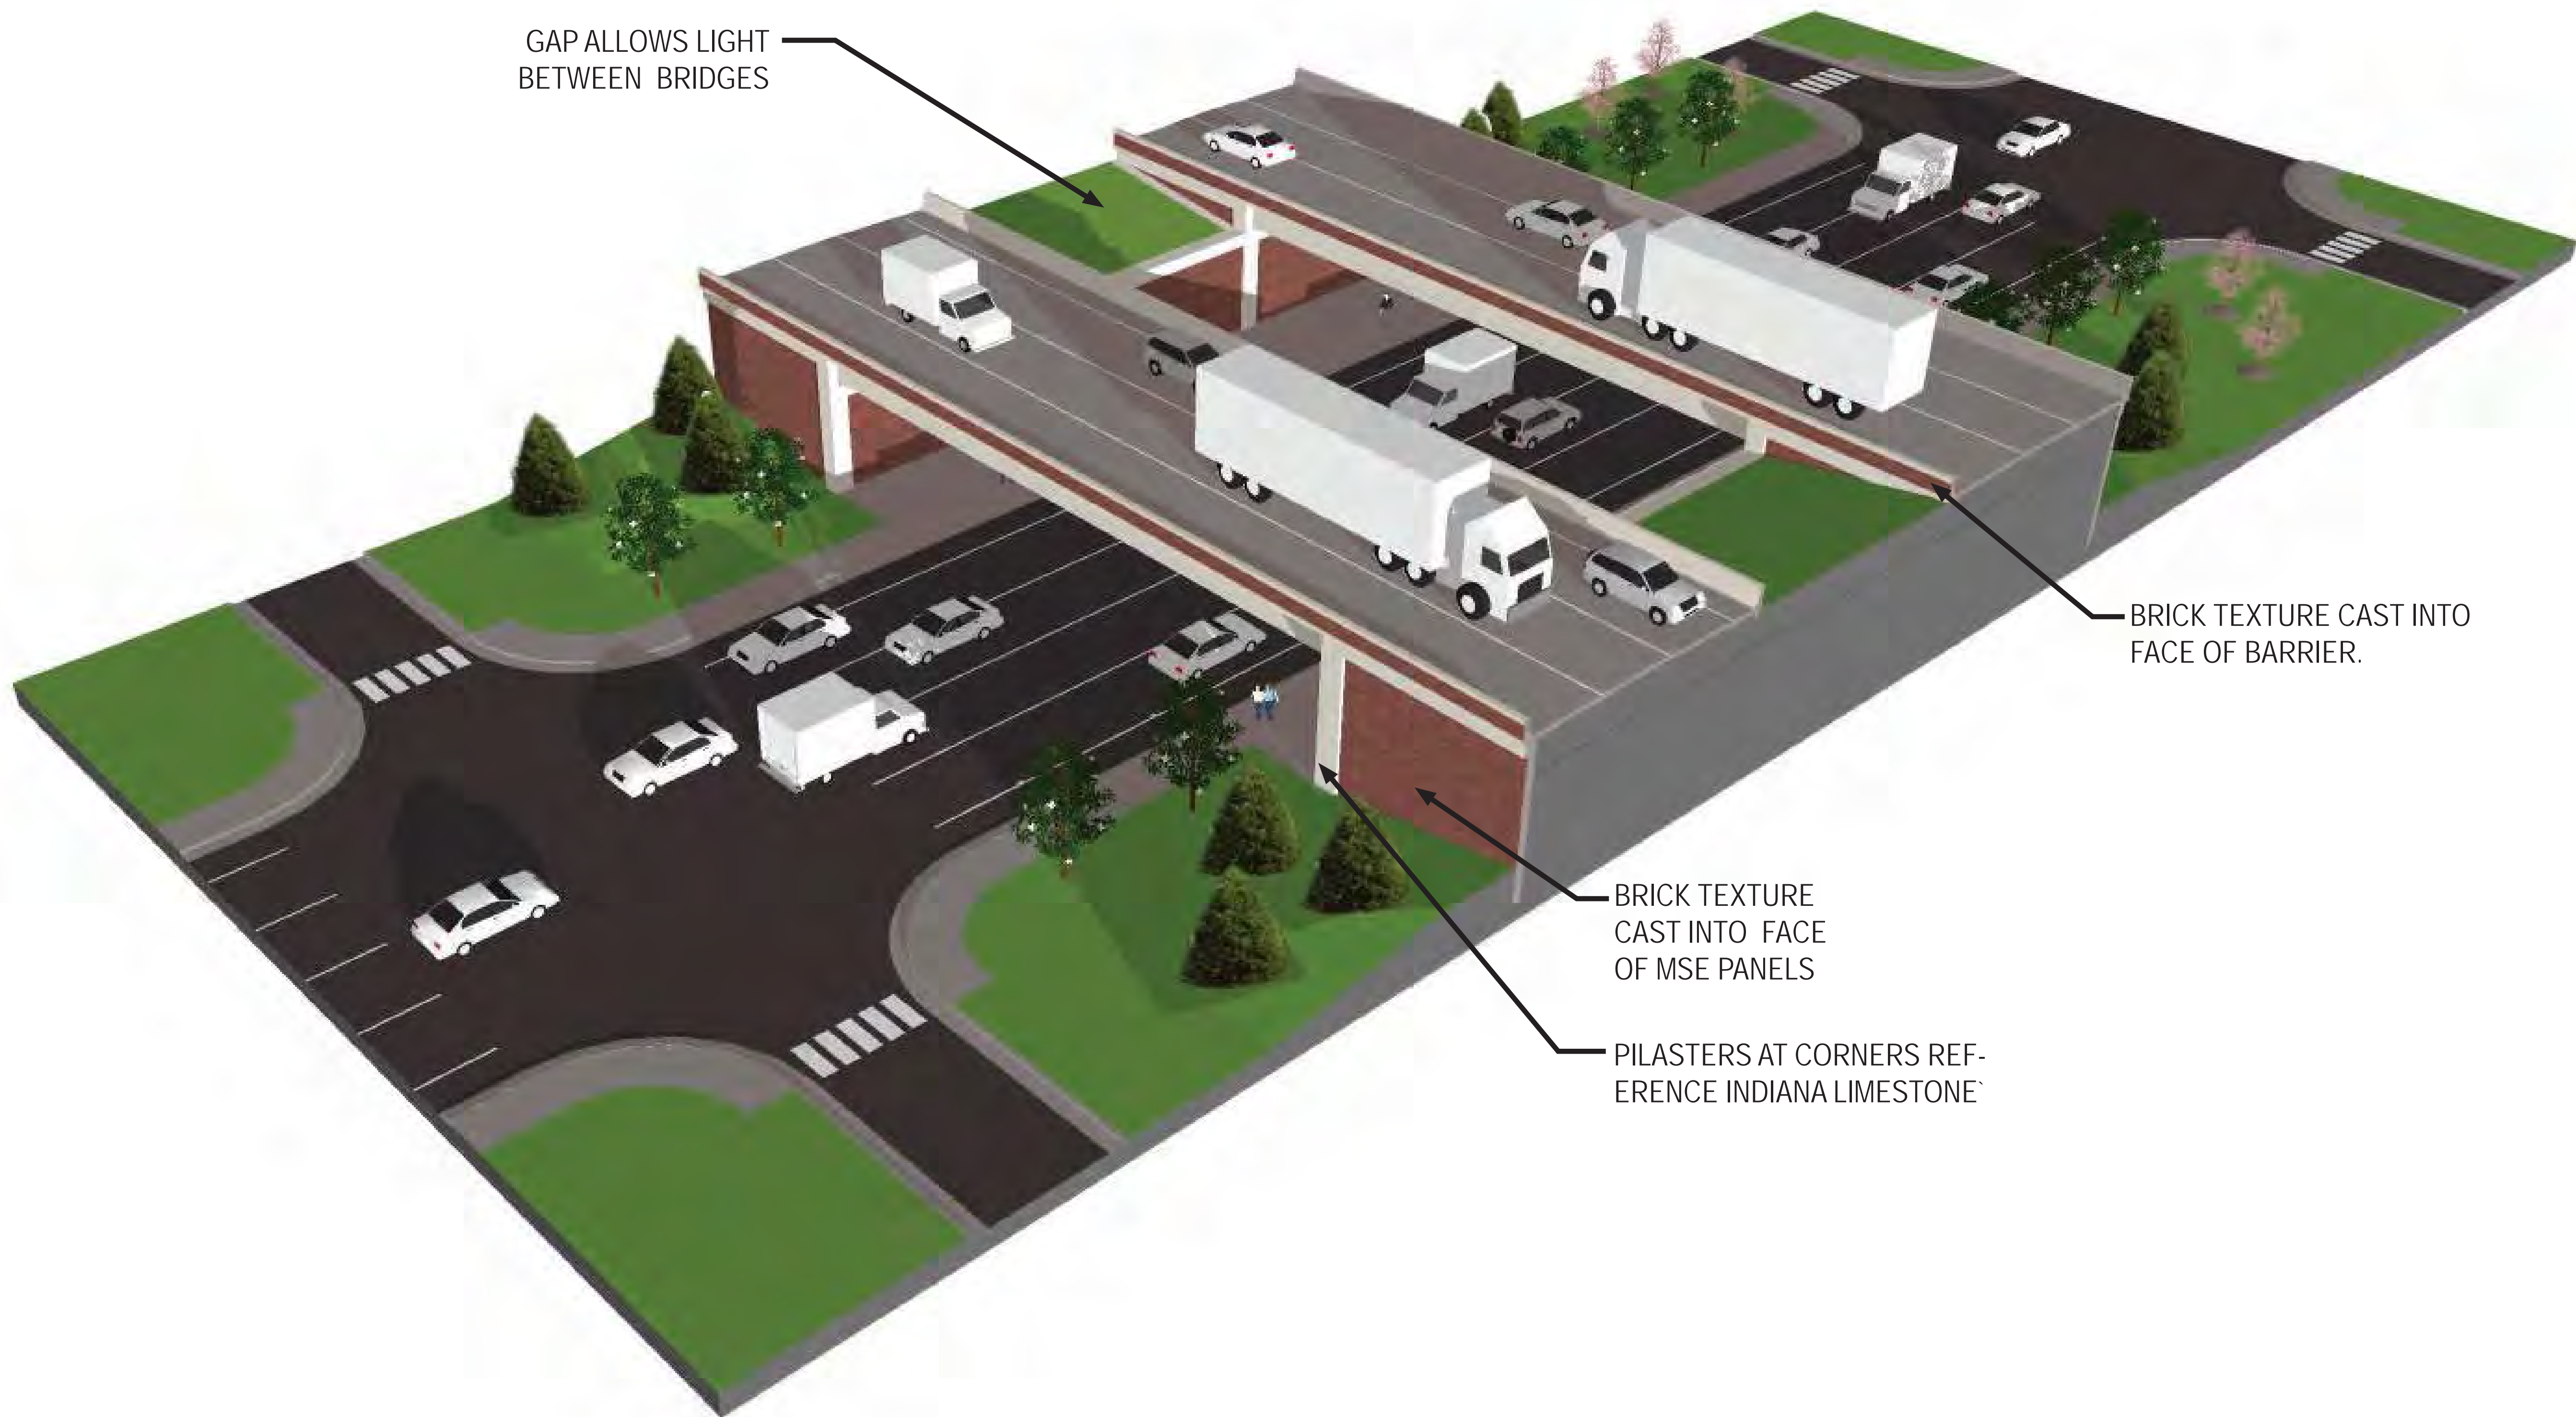 GAP ALLOWS LIGHT
BETWEEN BRIDGES
BRICK TEXTURE CAST INTO
FACE OF BARRIER.
BRICK TEXTURE
CAST INTO FACE
OF MSE PANELS
PILASTERS AT CORNERS REF-
ERENCE INDIANA LIMESTONE`